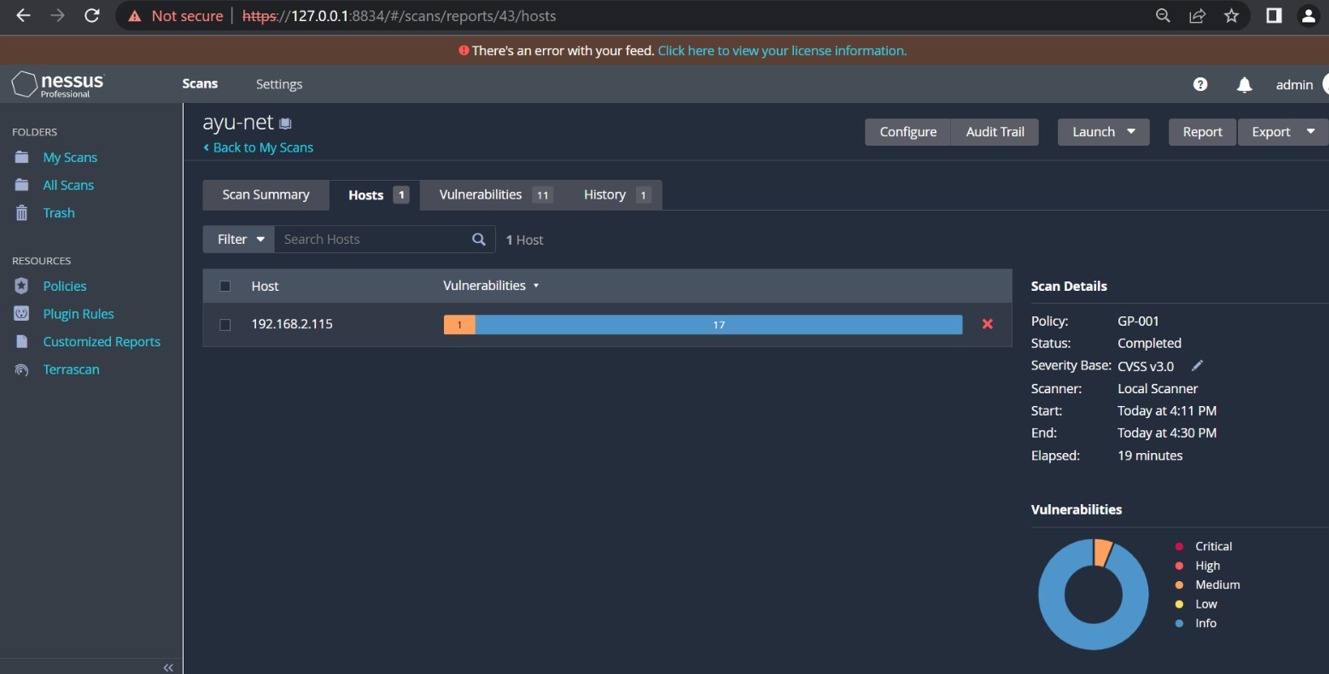 Not secure | https://127.0.0.1:8834/#/scans/reports/43/hosts
There's an error with your feed. Click here to view your license information.
nessus
Professional
Scans
Settings
admin
FOLDERS
My Scans
All Scans
Trash
RESOURCES
Policies
Plugin Rules
Customized Reports
Terrascan
ayu-net
Back to My Scans
Configure
Audit Trail
Launch
Report
Export
Scan Summary
Hosts 1
Vulnerabilities 11
History 1
Filter
Search Hosts
1 Host
Host
Vulnerabilities
192.168.2.115
1
17
Scan Details
Policy: GP-001
Status: Completed
Severity Base: CVSS v3.0
Scanner: Local Scanner
Start: Today at 4:11 PM
End: Today at 4:30 PM
Elapsed: 19 minutes
Vulnerabilities
Critical
High
Medium
Low
Info